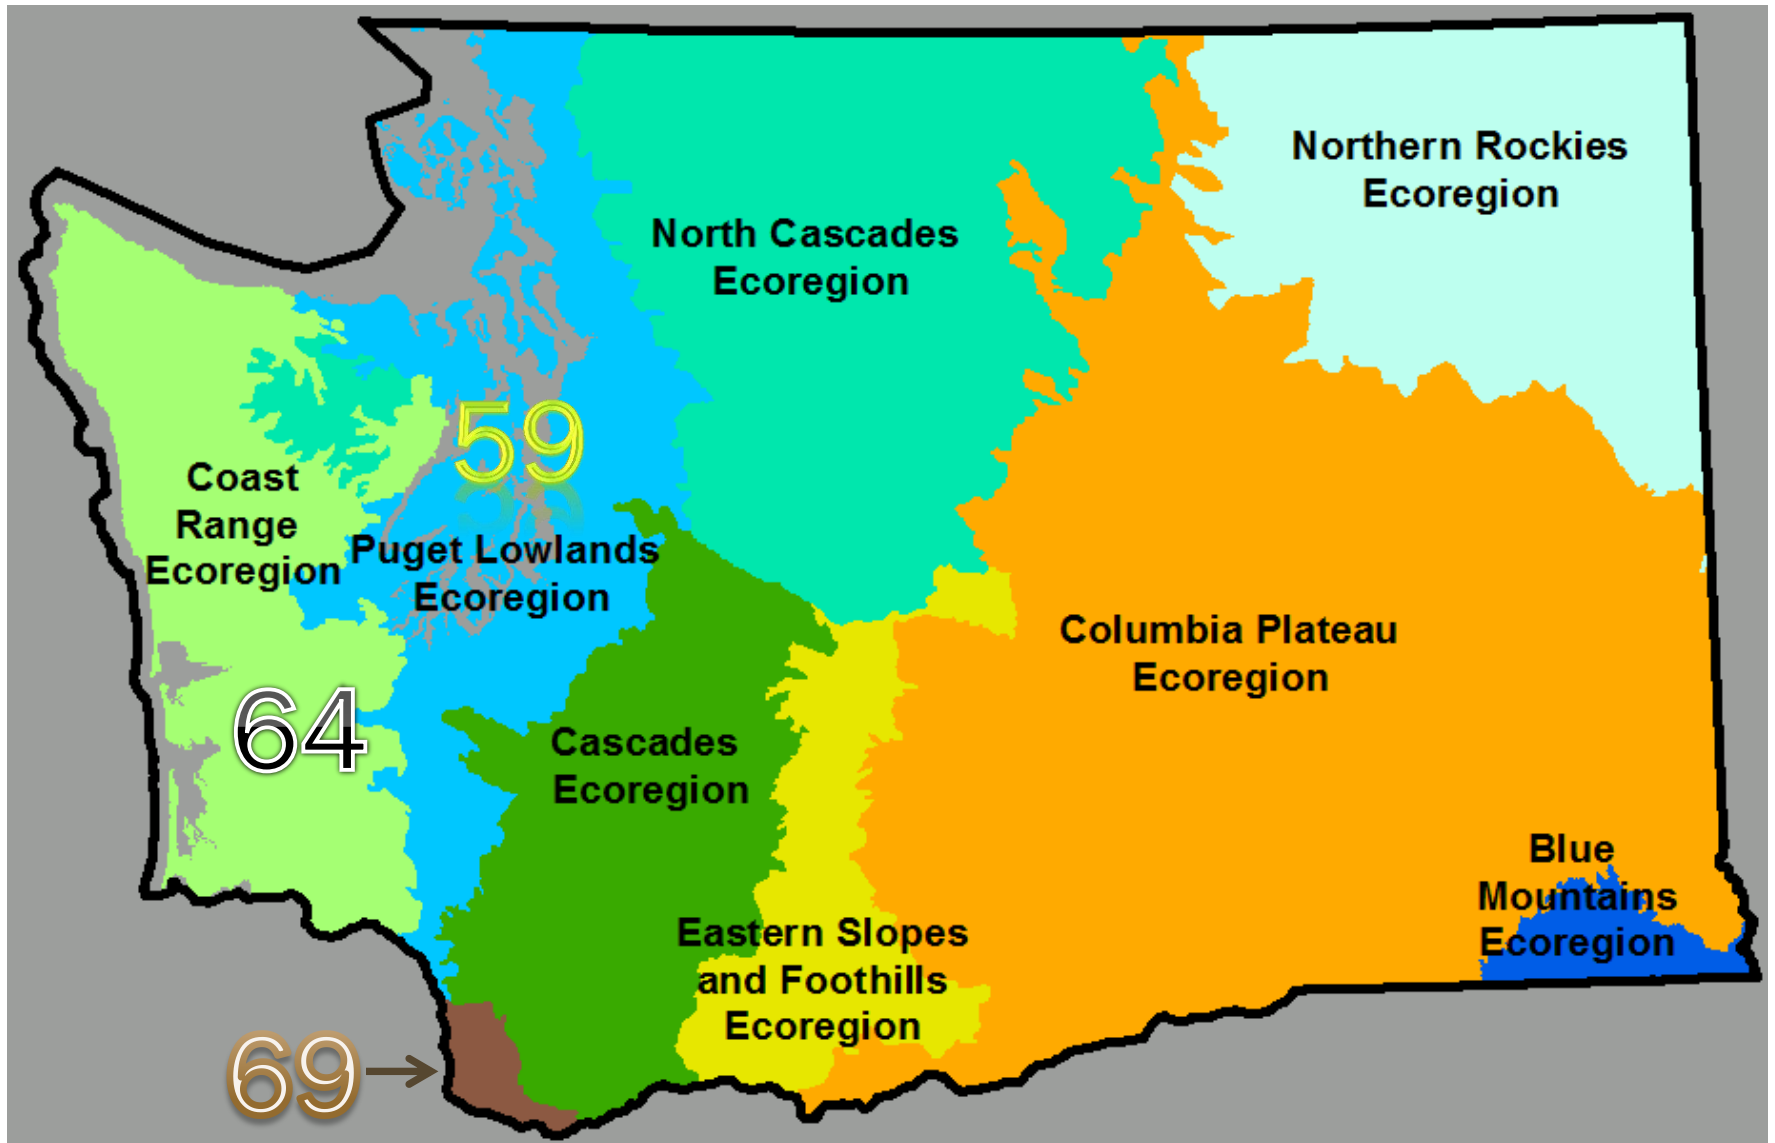 Northern Rockies
Ecoregion
North Cascades
Ecoregion
59
Coast
Range
Ecoregion
Puget Lowlands
Ecoregion
Columbia Plateau
Ecoregion
64
Cascades
Ecoregion
Blue
Mountains
Ecoregion
Eastern Slopes
and Foothills
Ecoregion
69